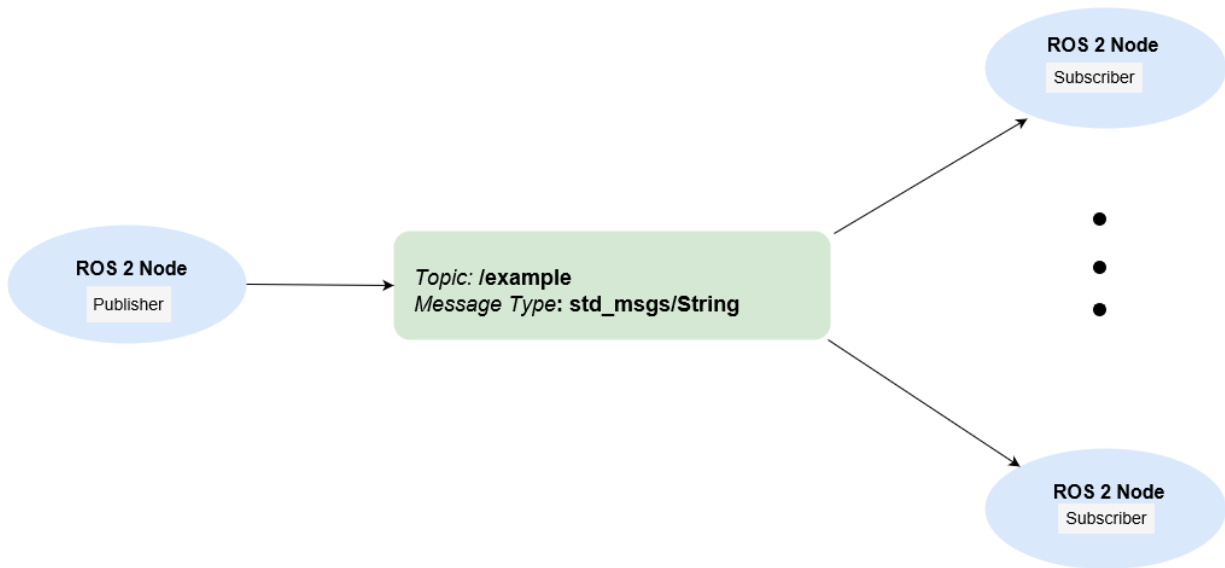 ROS 2 Node
Subscriber
ROS 2 Node
Publisher
Topic: /example
Message Type: std_msgs/String
ROS 2 Node
Subscriber